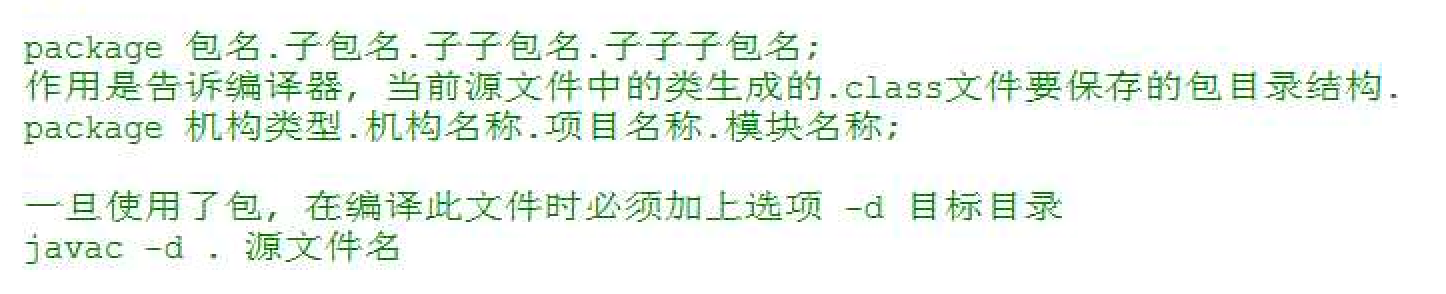 package 包名.子包名.子子包名.子子子包名;
作用是告诉编译器, 当前源文件中的类生成的.class文件要保存的包目录结构.
package 机构类型.机构名称.项目名称.模块名称;
一旦使用了包, 在编译此文件时必须加上选项 -d 目标目录
javac -d . 源文件名